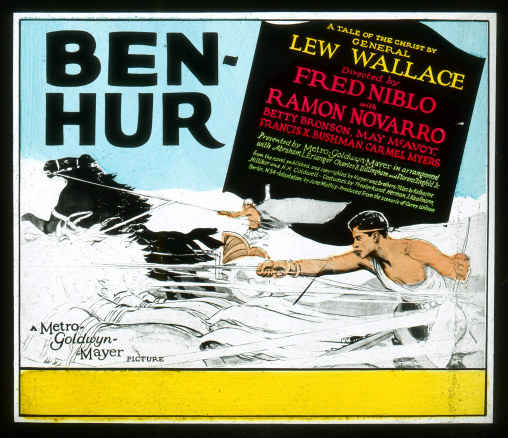 BEN-
HUR
A TALE OF THE CHRIST BY
GENERAL
LEW WALLACE
Directed by
FRED NIBLO
with
RAMON NOVARRO
BETTY BRONSON, MAY McAVOY,
FRANCIS X. BUSHMAN, CARMEL MYERS
Presented by Metro-Goldwyn-Mayer in arrangement
with Abraham L. Erlanger, Charles B. Dillingham and Florenz Ziegfeld Jr.
A Metro-
Goldwyn-
Mayer PICTURE